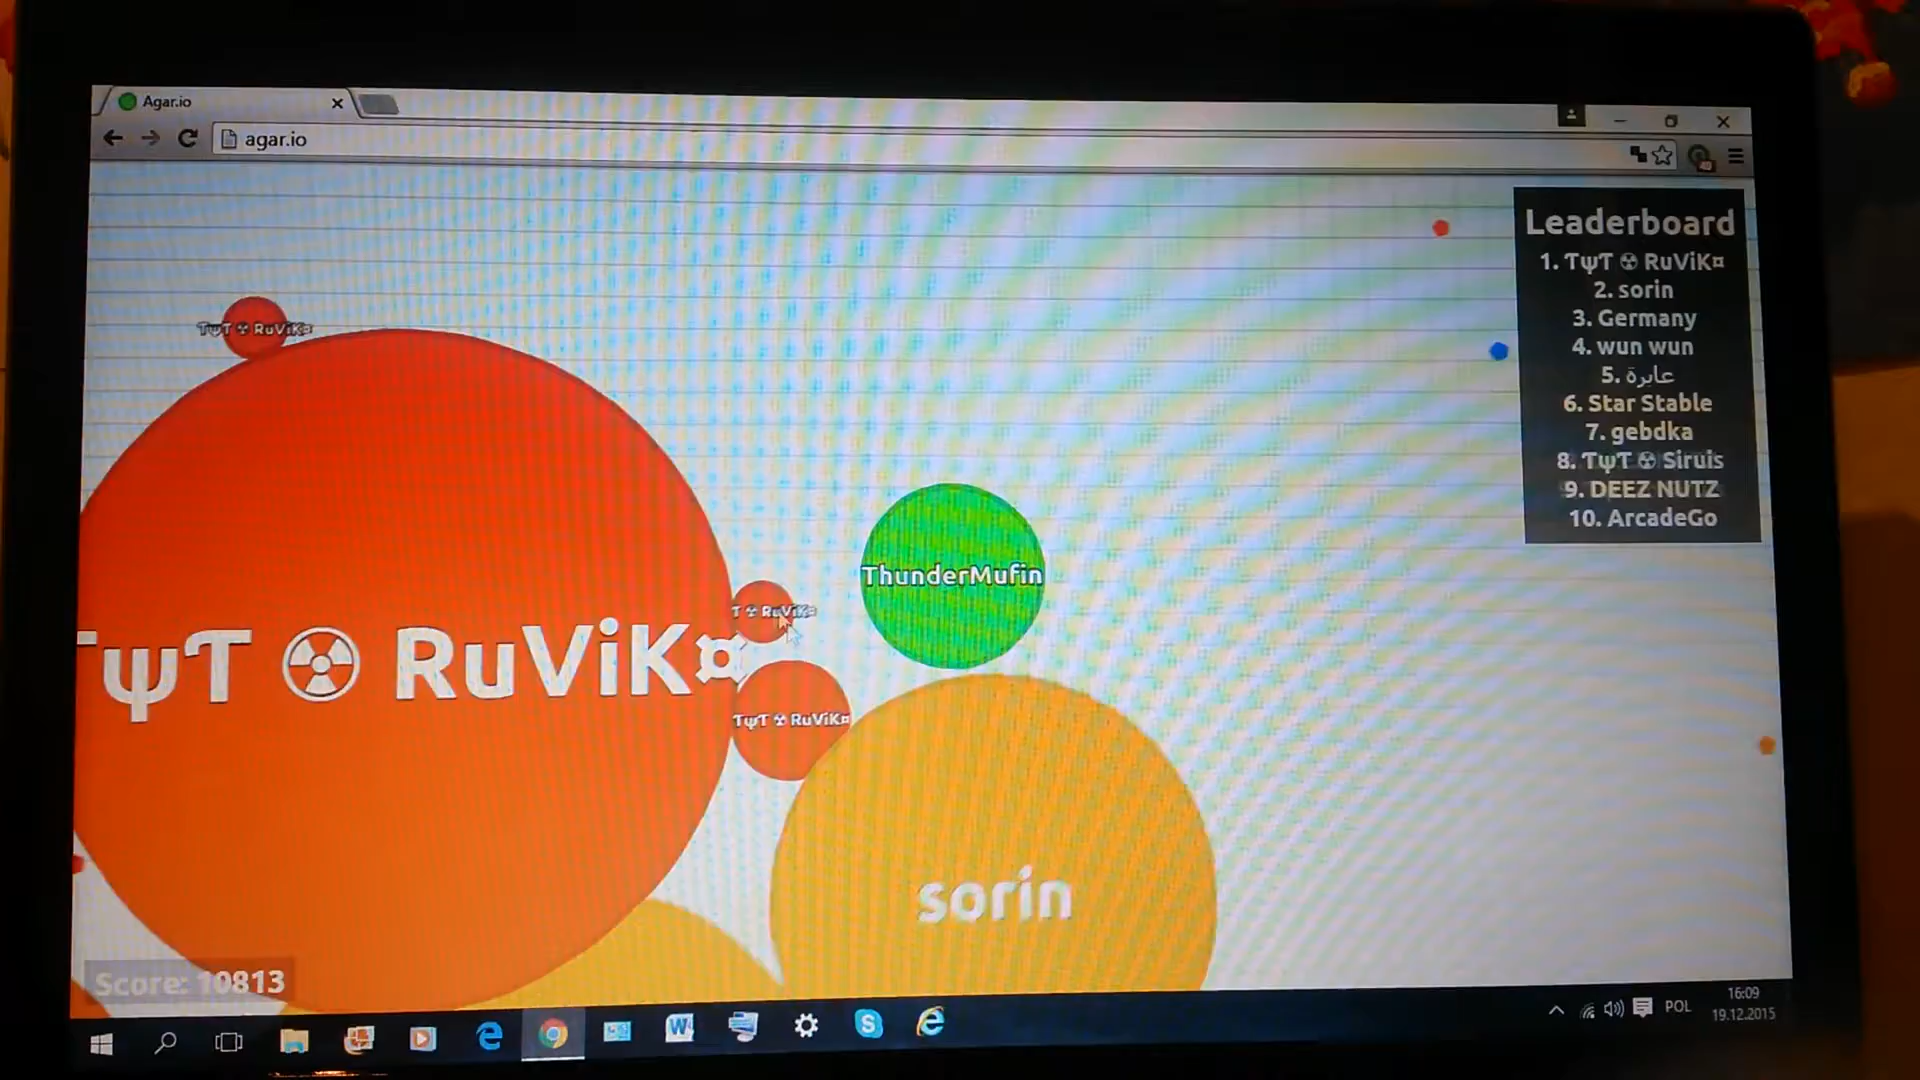 Agar.io
agar.io
Leaderboard
1. TψT ☢ RuViK¤
2. sorin
3. Germany
4. wun wun
5. عابرة
6. Star Stable
7. gebdka
8. TψT ☢ Siruis
9. DEEZ NUTZ
10. ArcadeGo
TψT ☢ RuViK¤
ThunderMufin
T ☢ RuViK¤
TψT ☢ RuViK¤
TψT ☢ RuViK¤
sorin
Score: 10813
POL
16:09
19.12.2015